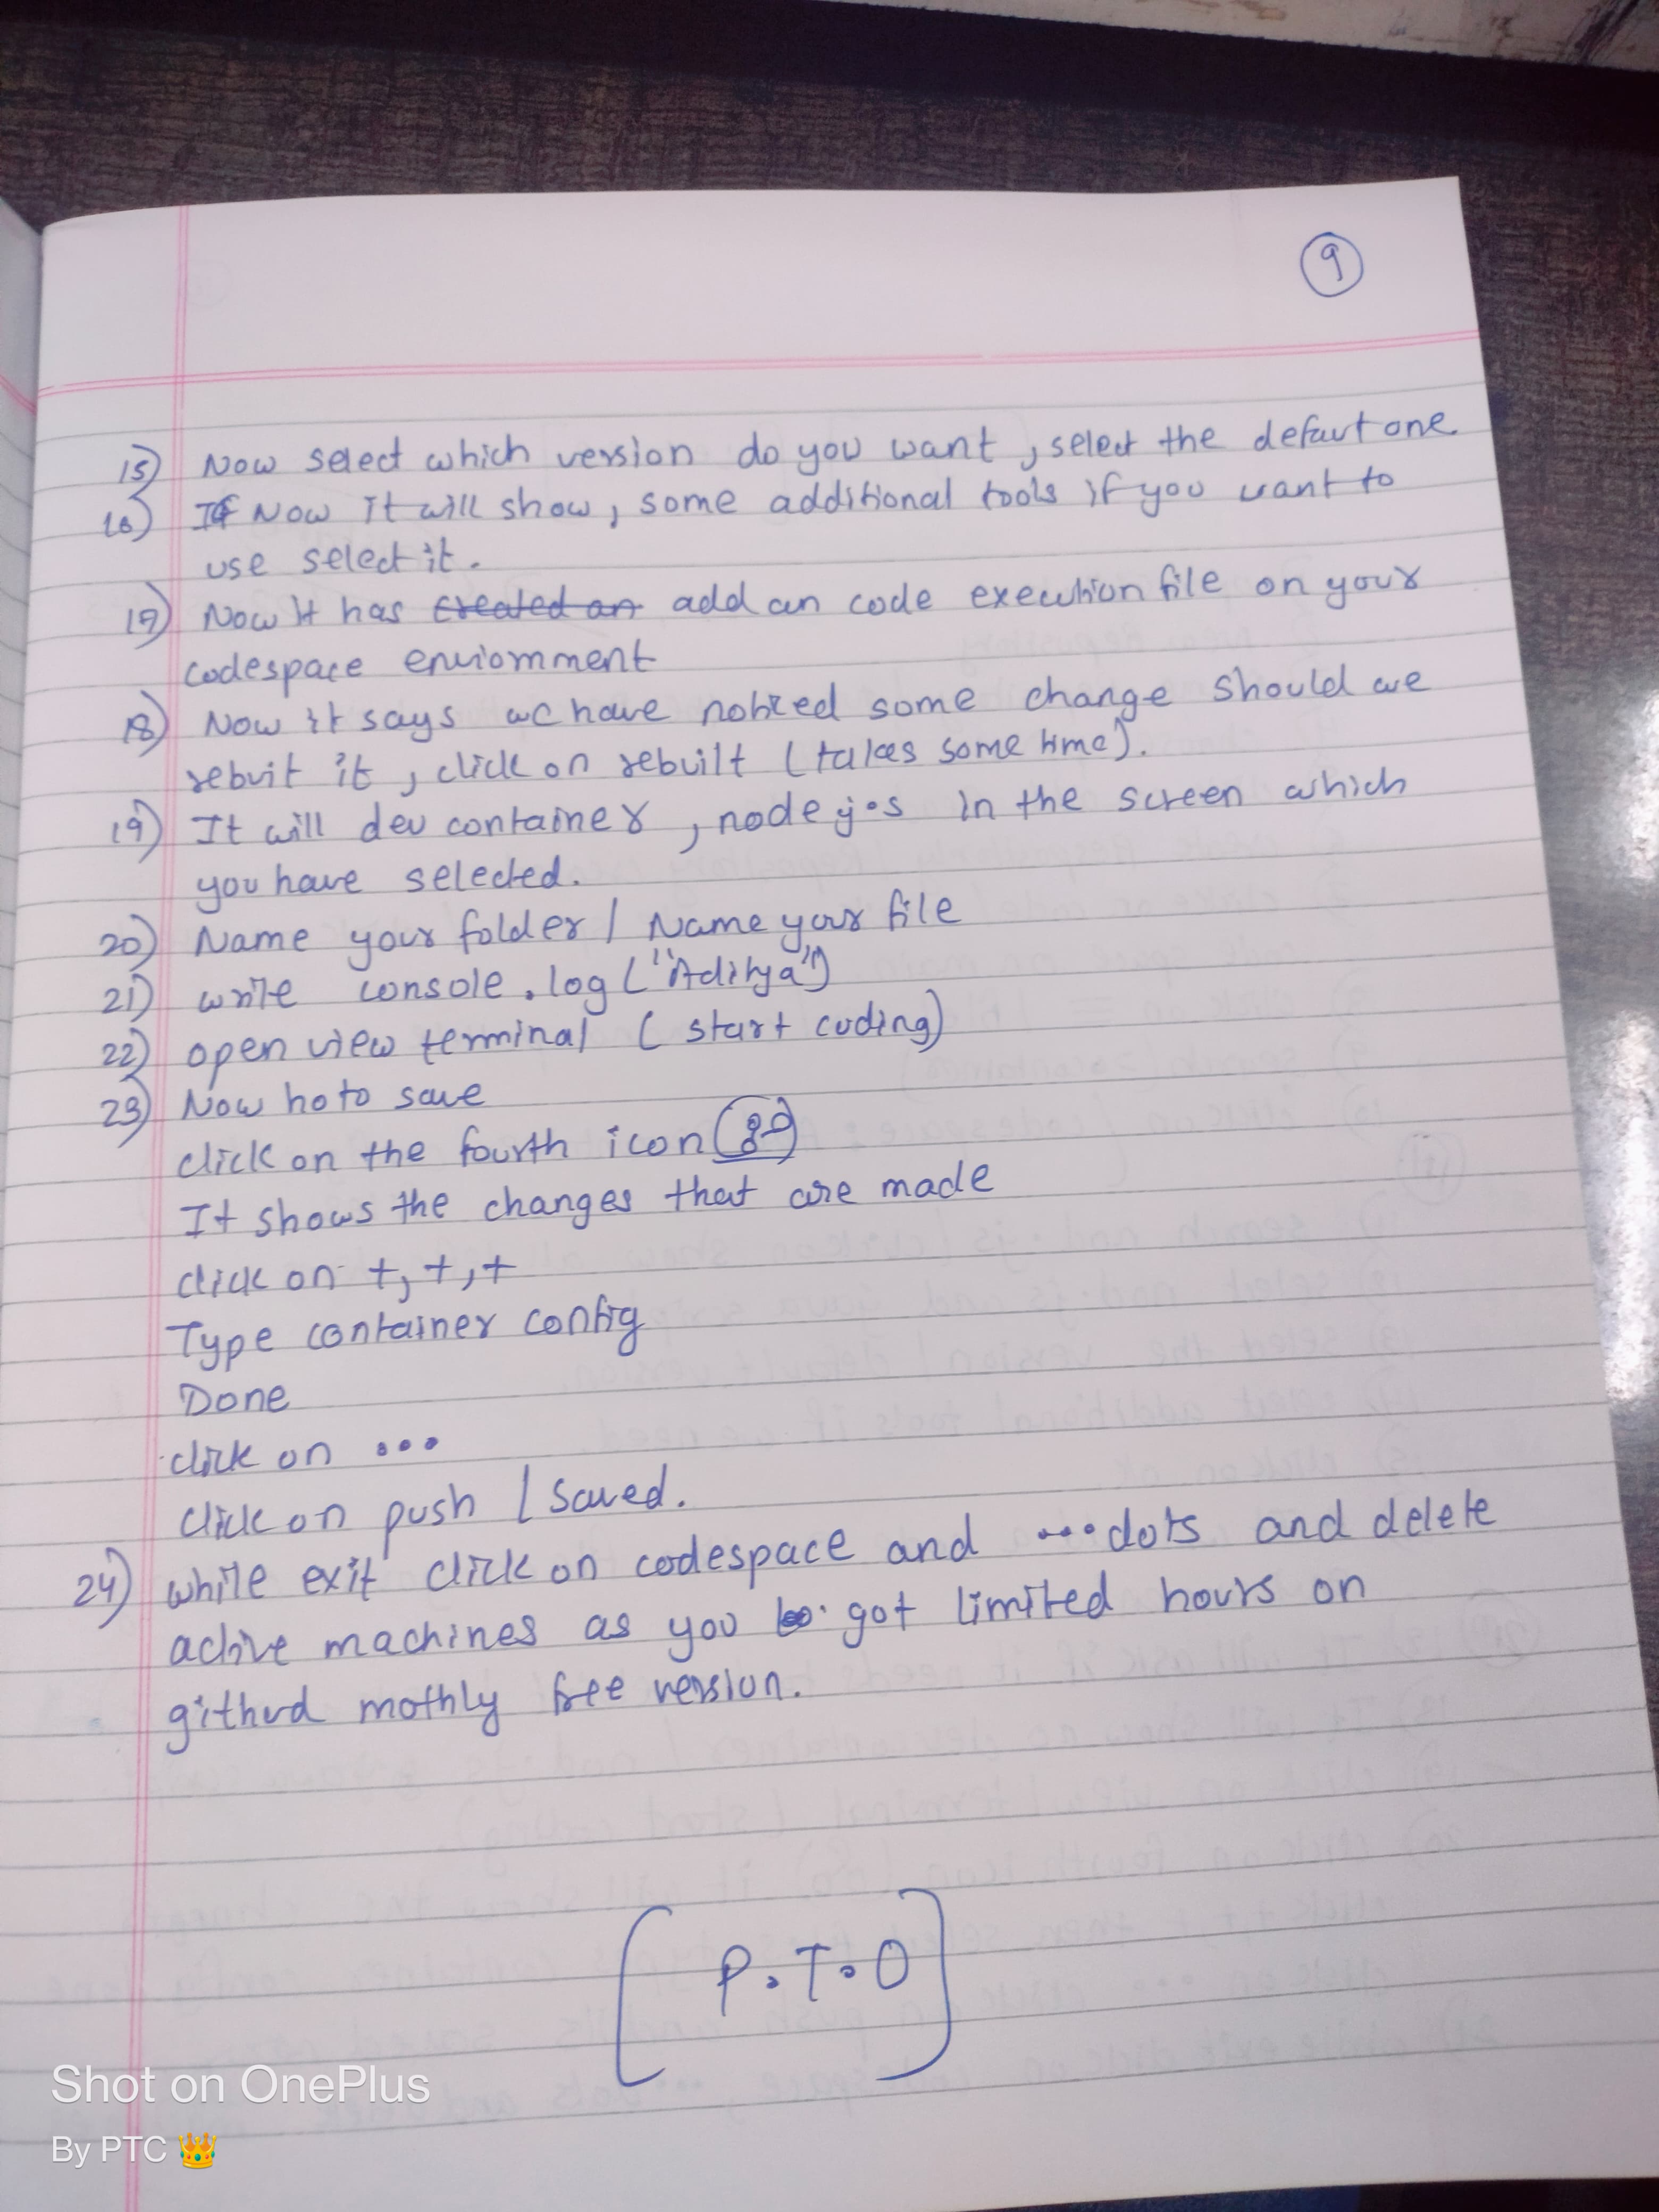 9
15) Now select which version do you want, select the defaut one.
16) If Now it will show, some additional tools if you want to
use select it.
17) Now it has created an add an code execution file on your
codespace enviornment
18) Now it says we have noticed some change should we
rebuit it, click on rebuilt (takes some time).
19) It will dev container, node j.s in the screen which
you have selected.
20) Name your folder / Name your file
21) write console.log("Aditya")
22) open view terminal ( start coding)
23) Now ho to save
click on the fourth icon
It shows the changes that are made
click on +, +, +
Type container config
Done
click on •••
click on push / saved.
24) while exit click on codespace and •••dots and delete
active machines as you got limited hours on
githud mothly free version.
[P.T.O]
Shot on OnePlus
By PTC 👑